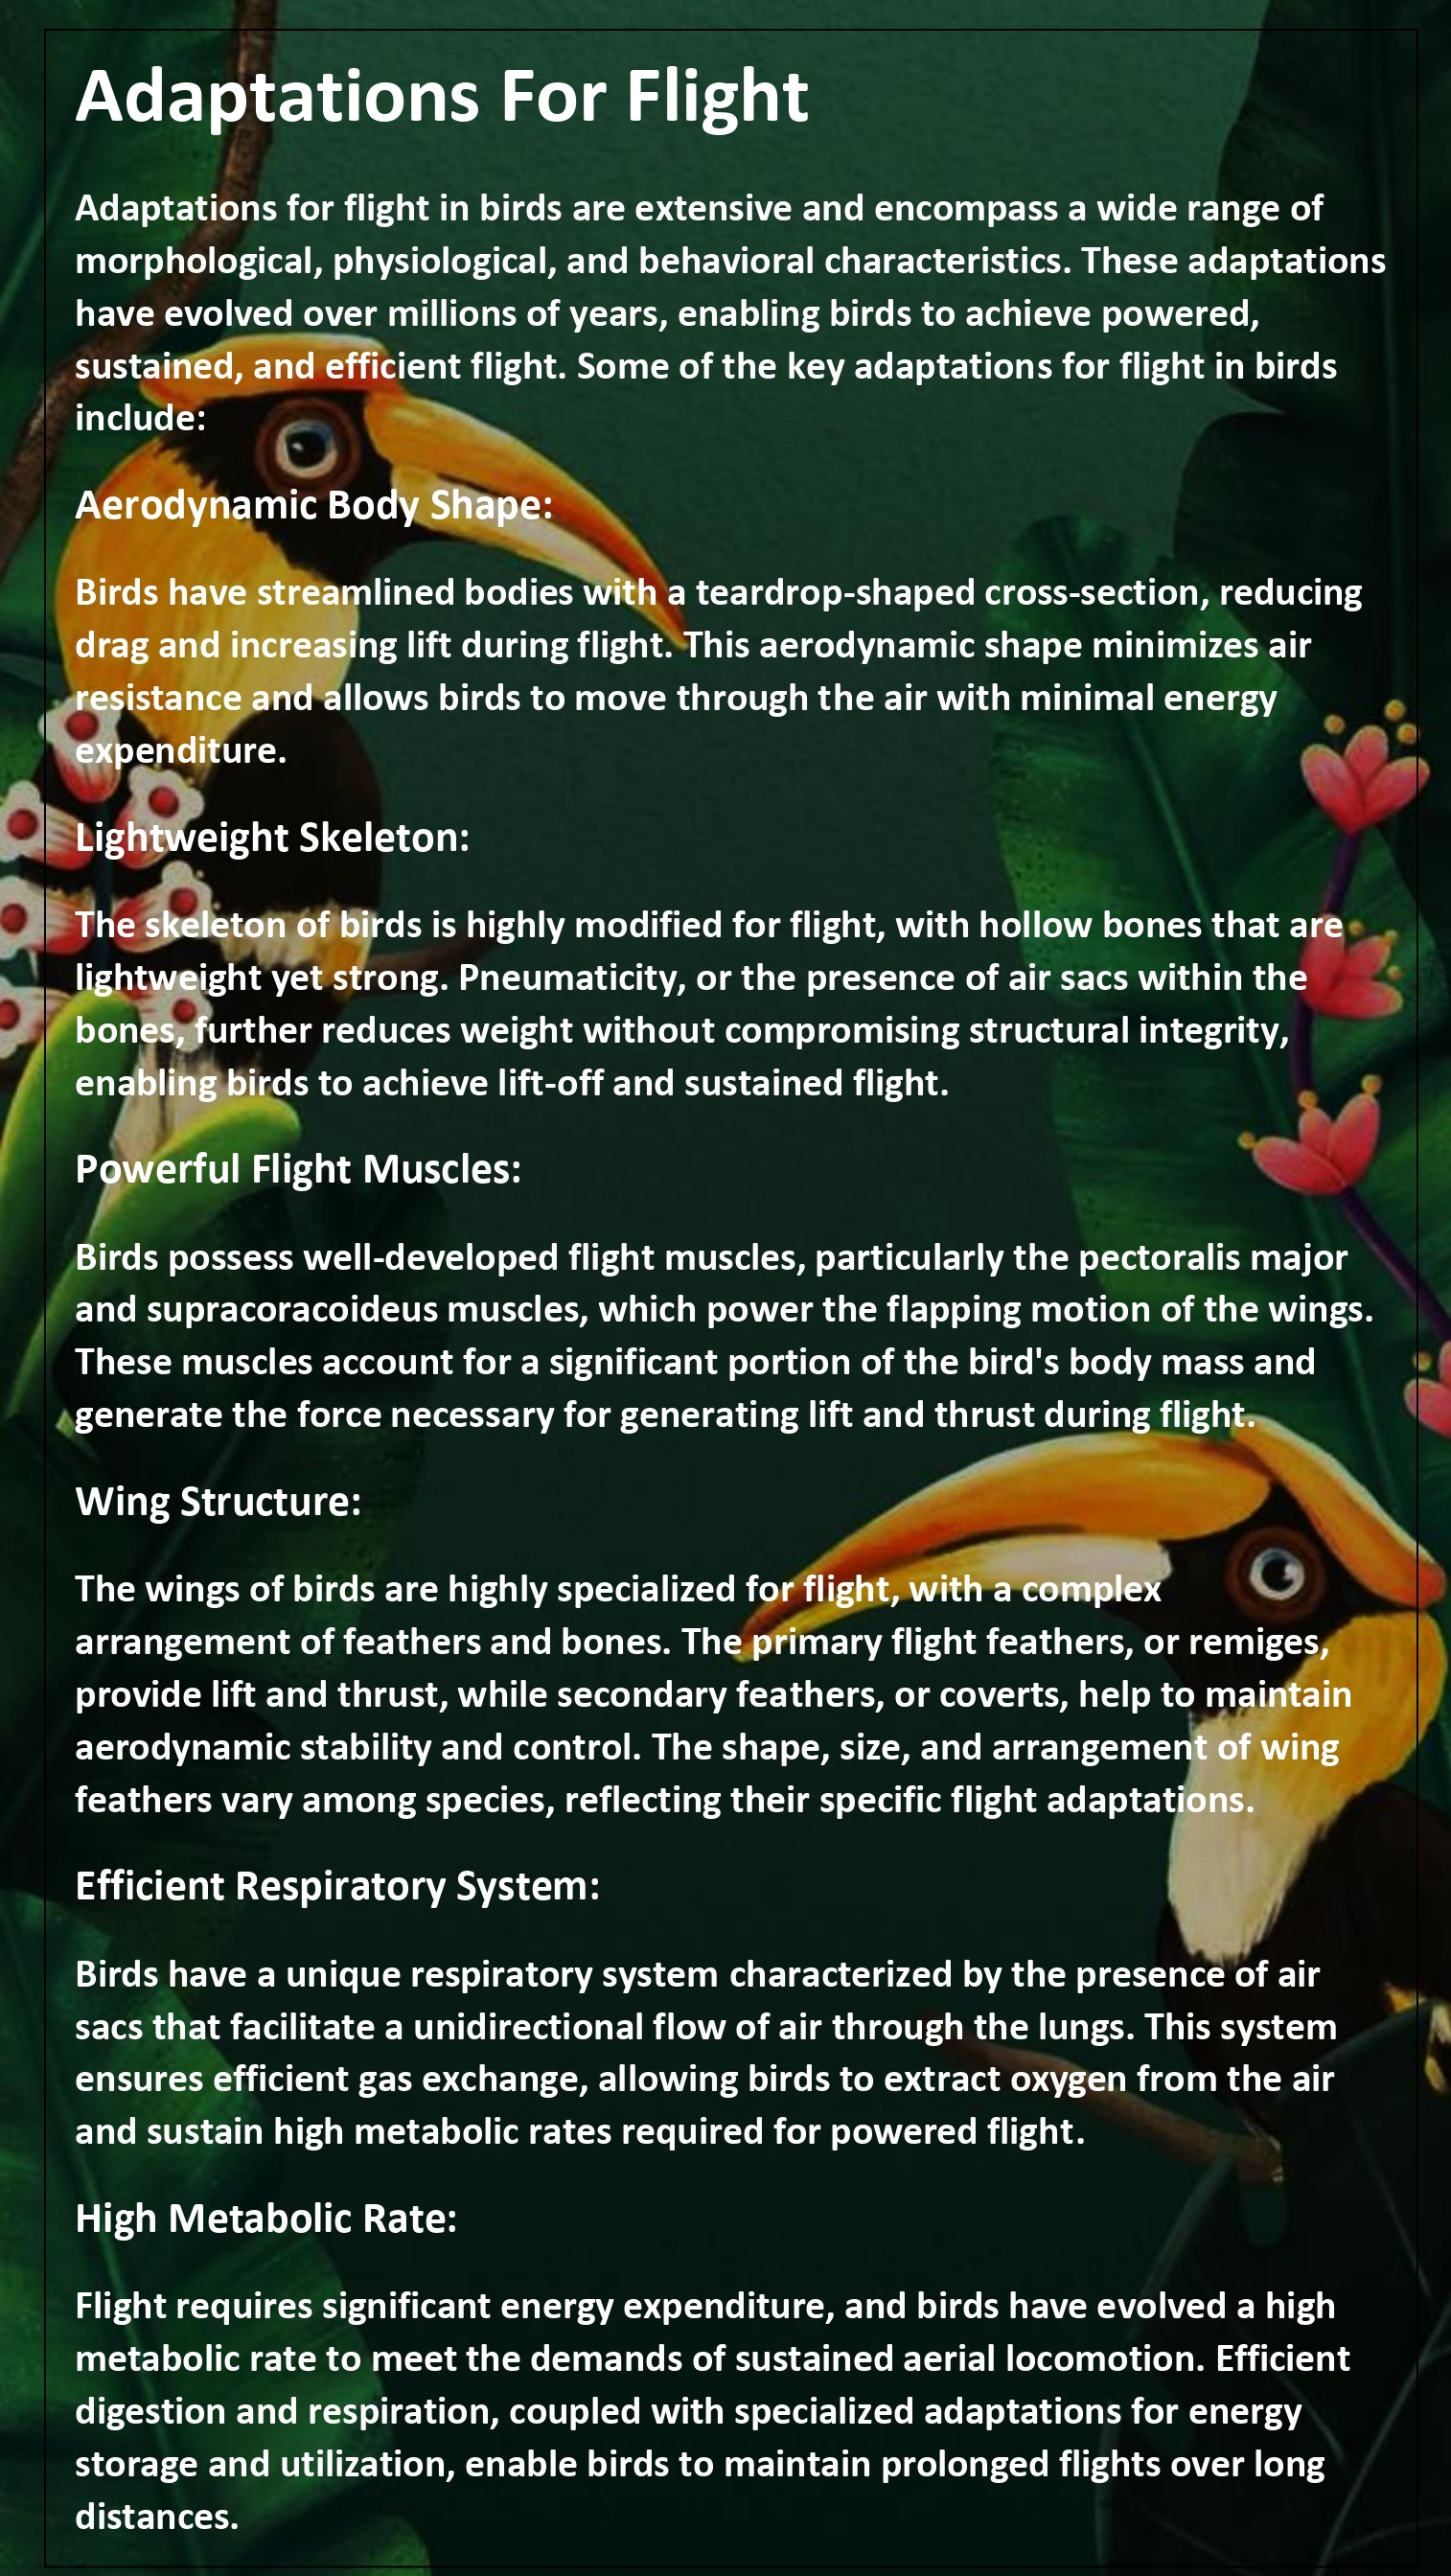 Adaptations For Flight
Adaptations for flight in birds are extensive and encompass a wide range of
morphological, physiological, and behavioral characteristics. These adaptations
have evolved over millions of years, enabling birds to achieve powered,
sustained, and efficient flight. Some of the key adaptations for flight in birds
include:
Aerodynamic Body Shape:
Birds have streamlined bodies with a teardrop-shaped cross-section, reducing
drag and increasing lift during flight. This aerodynamic shape minimizes air
resistance and allows birds to move through the air with minimal energy
expenditure.
Lightweight Skeleton:
The skeleton of birds is highly modified for flight, with hollow bones that are
lightweight yet strong. Pneumaticity, or the presence of air sacs within the
bones, further reduces weight without compromising structural integrity,
enabling birds to achieve lift-off and sustained flight.
Powerful Flight Muscles:
Birds possess well-developed flight muscles, particularly the pectoralis major
and supracoracoideus muscles, which power the flapping motion of the wings.
These muscles account for a significant portion of the bird's body mass and
generate the force necessary for generating lift and thrust during flight.
Wing Structure:
The wings of birds are highly specialized for flight, with a complex
arrangement of feathers and bones. The primary flight feathers, or remiges,
provide lift and thrust, while secondary feathers, or coverts, help to maintain
aerodynamic stability and control. The shape, size, and arrangement of wing
feathers vary among species, reflecting their specific flight adaptations.
Efficient Respiratory System:
Birds have a unique respiratory system characterized by the presence of air
sacs that facilitate a unidirectional flow of air through the lungs. This system
ensures efficient gas exchange, allowing birds to extract oxygen from the air
and sustain high metabolic rates required for powered flight.
High Metabolic Rate:
Flight requires significant energy expenditure, and birds have evolved a high
metabolic rate to meet the demands of sustained aerial locomotion. Efficient
digestion and respiration, coupled with specialized adaptations for energy
storage and utilization, enable birds to maintain prolonged flights over long
distances.